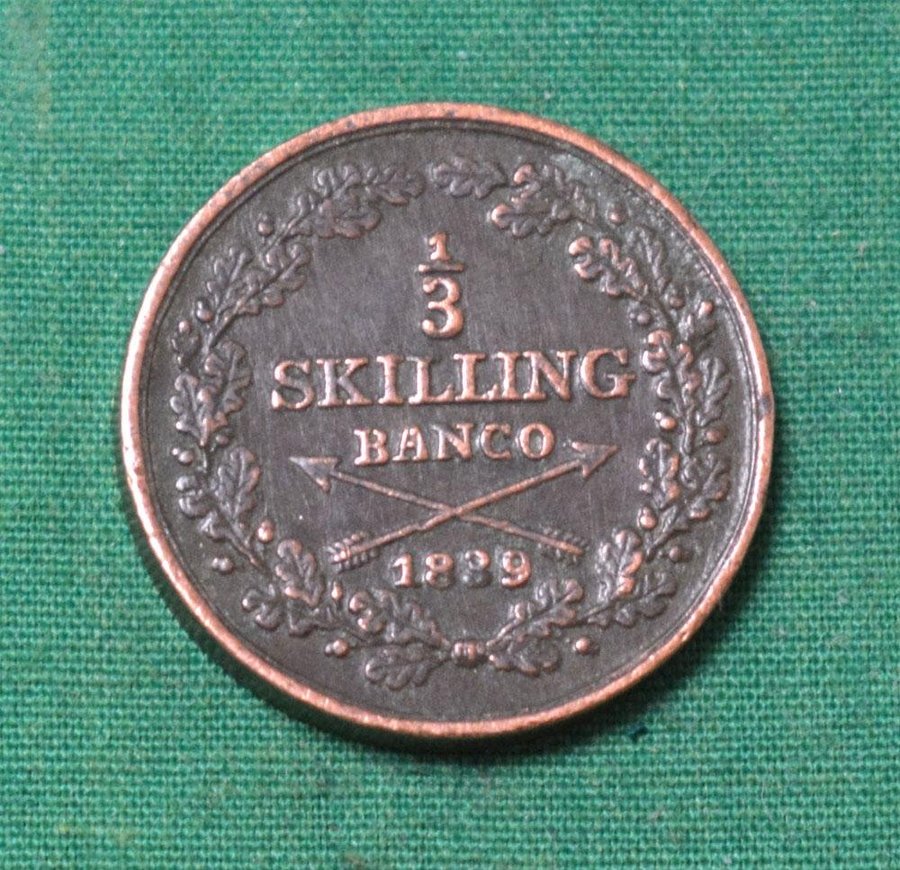 1/3
SKILLING
BANCO
1839